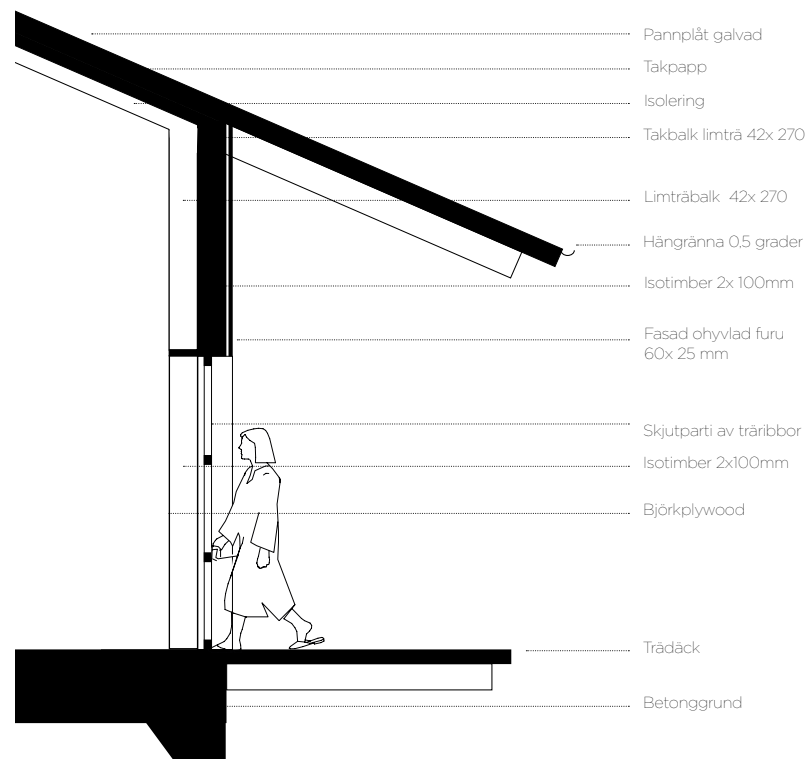 Pannplåt galvad
Takpapp
Isolering
Takbalk limträ 42x 270
Limträbalk 42x 270
Hängränna 0,5 grader
Isotimber 2x 100mm
Fasad ohyvlad furu
60x 25 mm
Skjutparti av träribbor
Isotimber 2x100mm
Björkplywood
Trädäck
Betonggrund